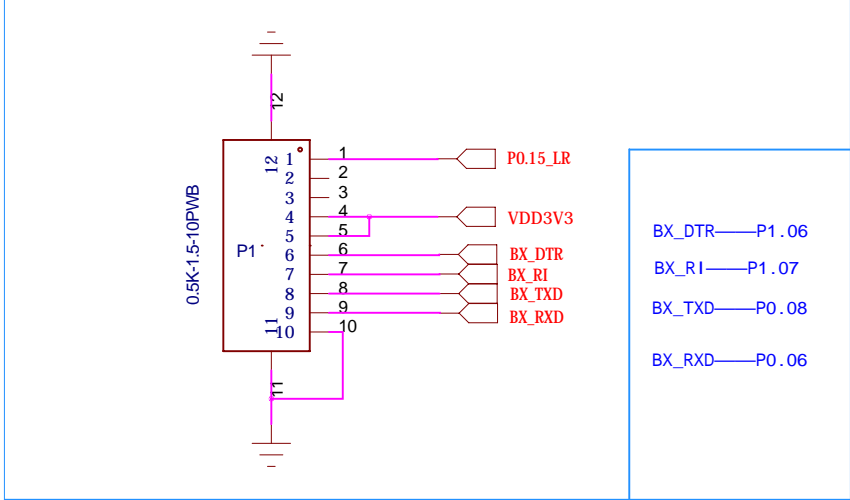 12
12
1
1
P0.15_LR
2
2
3
3
4
4
VDD3V3
5
5
BX_DTR————P1.06
0.5K-1.5-10PWB
P1
6
6
BX_DTR
7
7
BX_RI
BX_RI————P1.07
8
8
BX_TXD
BX_TXD————P0.08
9
9
BX_RXD
11
10
10
BX_RXD————P0.06
11